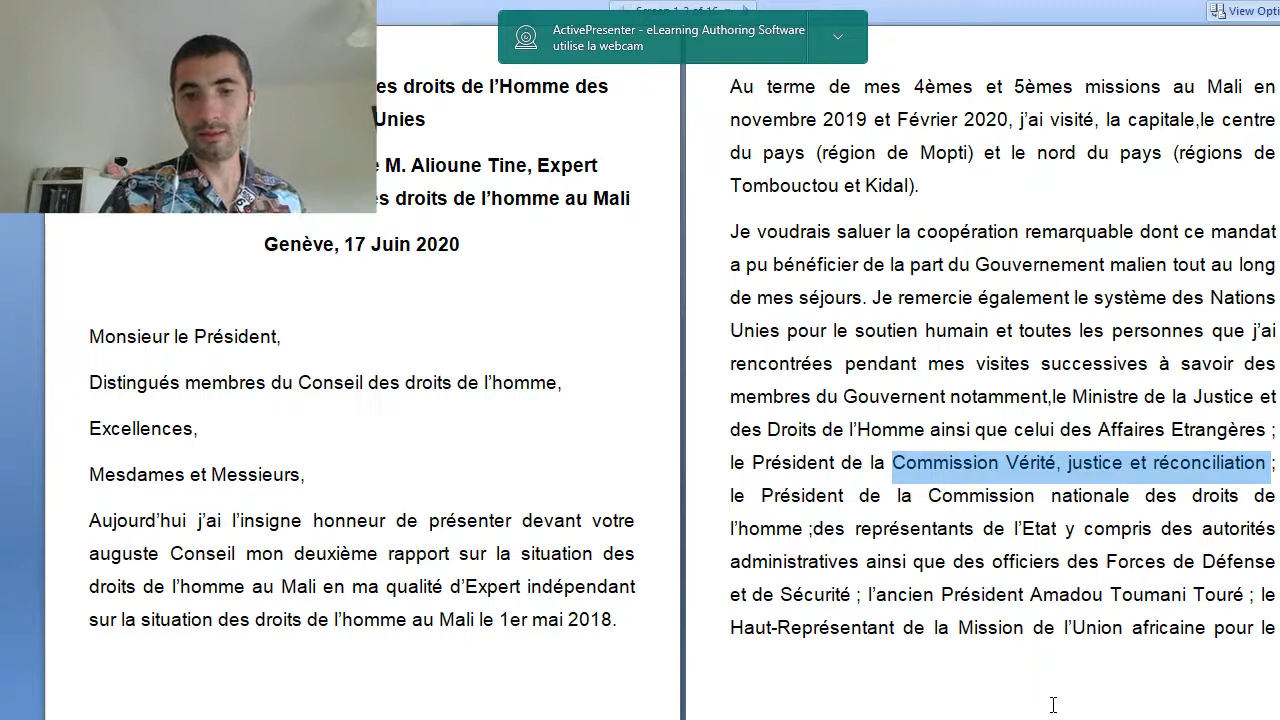 Screen 1-2 of 16
View Opti
ActivePresenter - eLearning Authoring Software
utilise la webcam
es droits de l’Homme des
Unies
e M. Alioune Tine, Expert
es droits de l’homme au Mali
Genève, 17 Juin 2020
Monsieur le Président,
Distingués membres du Conseil des droits de l’homme,
Excellences,
Mesdames et Messieurs,
Aujourd’hui j’ai l’insigne honneur de présenter devant votre
auguste Conseil mon deuxième rapport sur la situation des
droits de l’homme au Mali en ma qualité d’Expert indépendant
sur la situation des droits de l’homme au Mali le 1er mai 2018.
Au terme de mes 4èmes et 5èmes missions au Mali en
novembre 2019 et Février 2020, j’ai visité, la capitale,le centre
du pays (région de Mopti) et le nord du pays (régions de
Tombouctou et Kidal).
Je voudrais saluer la coopération remarquable dont ce mandat
a pu bénéficier de la part du Gouvernement malien tout au long
de mes séjours. Je remercie également le système des Nations
Unies pour le soutien humain et toutes les personnes que j’ai
rencontrées pendant mes visites successives à savoir des
membres du Gouvernent notamment,le Ministre de la Justice et
des Droits de l’Homme ainsi que celui des Affaires Etrangères ;
le Président de la Commission Vérité, justice et réconciliation ;
le Président de la Commission nationale des droits de
l’homme ;des représentants de l’Etat y compris des autorités
administratives ainsi que des officiers des Forces de Défense
et de Sécurité ; l’ancien Président Amadou Toumani Touré ; le
Haut-Représentant de la Mission de l’Union africaine pour le